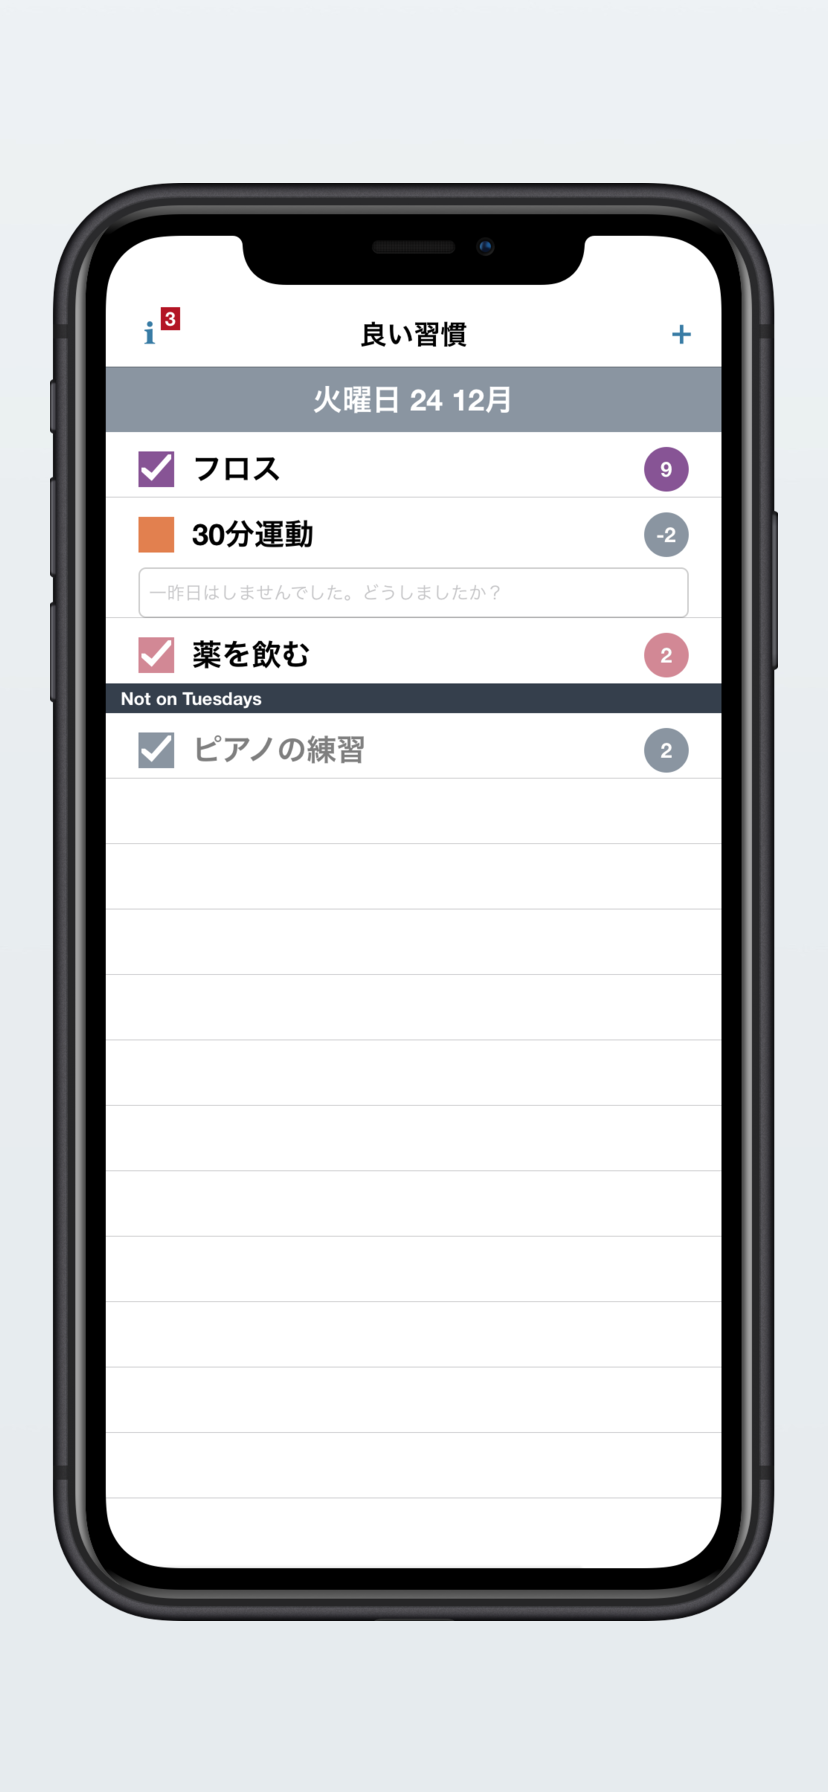 i 3 良い習慣 +
火曜日 24 12月
フロス 9
30分運動 -2
一昨日はしませんでした。どうしましたか？
薬を飲む 2
Not on Tuesdays
ピアノの練習 2